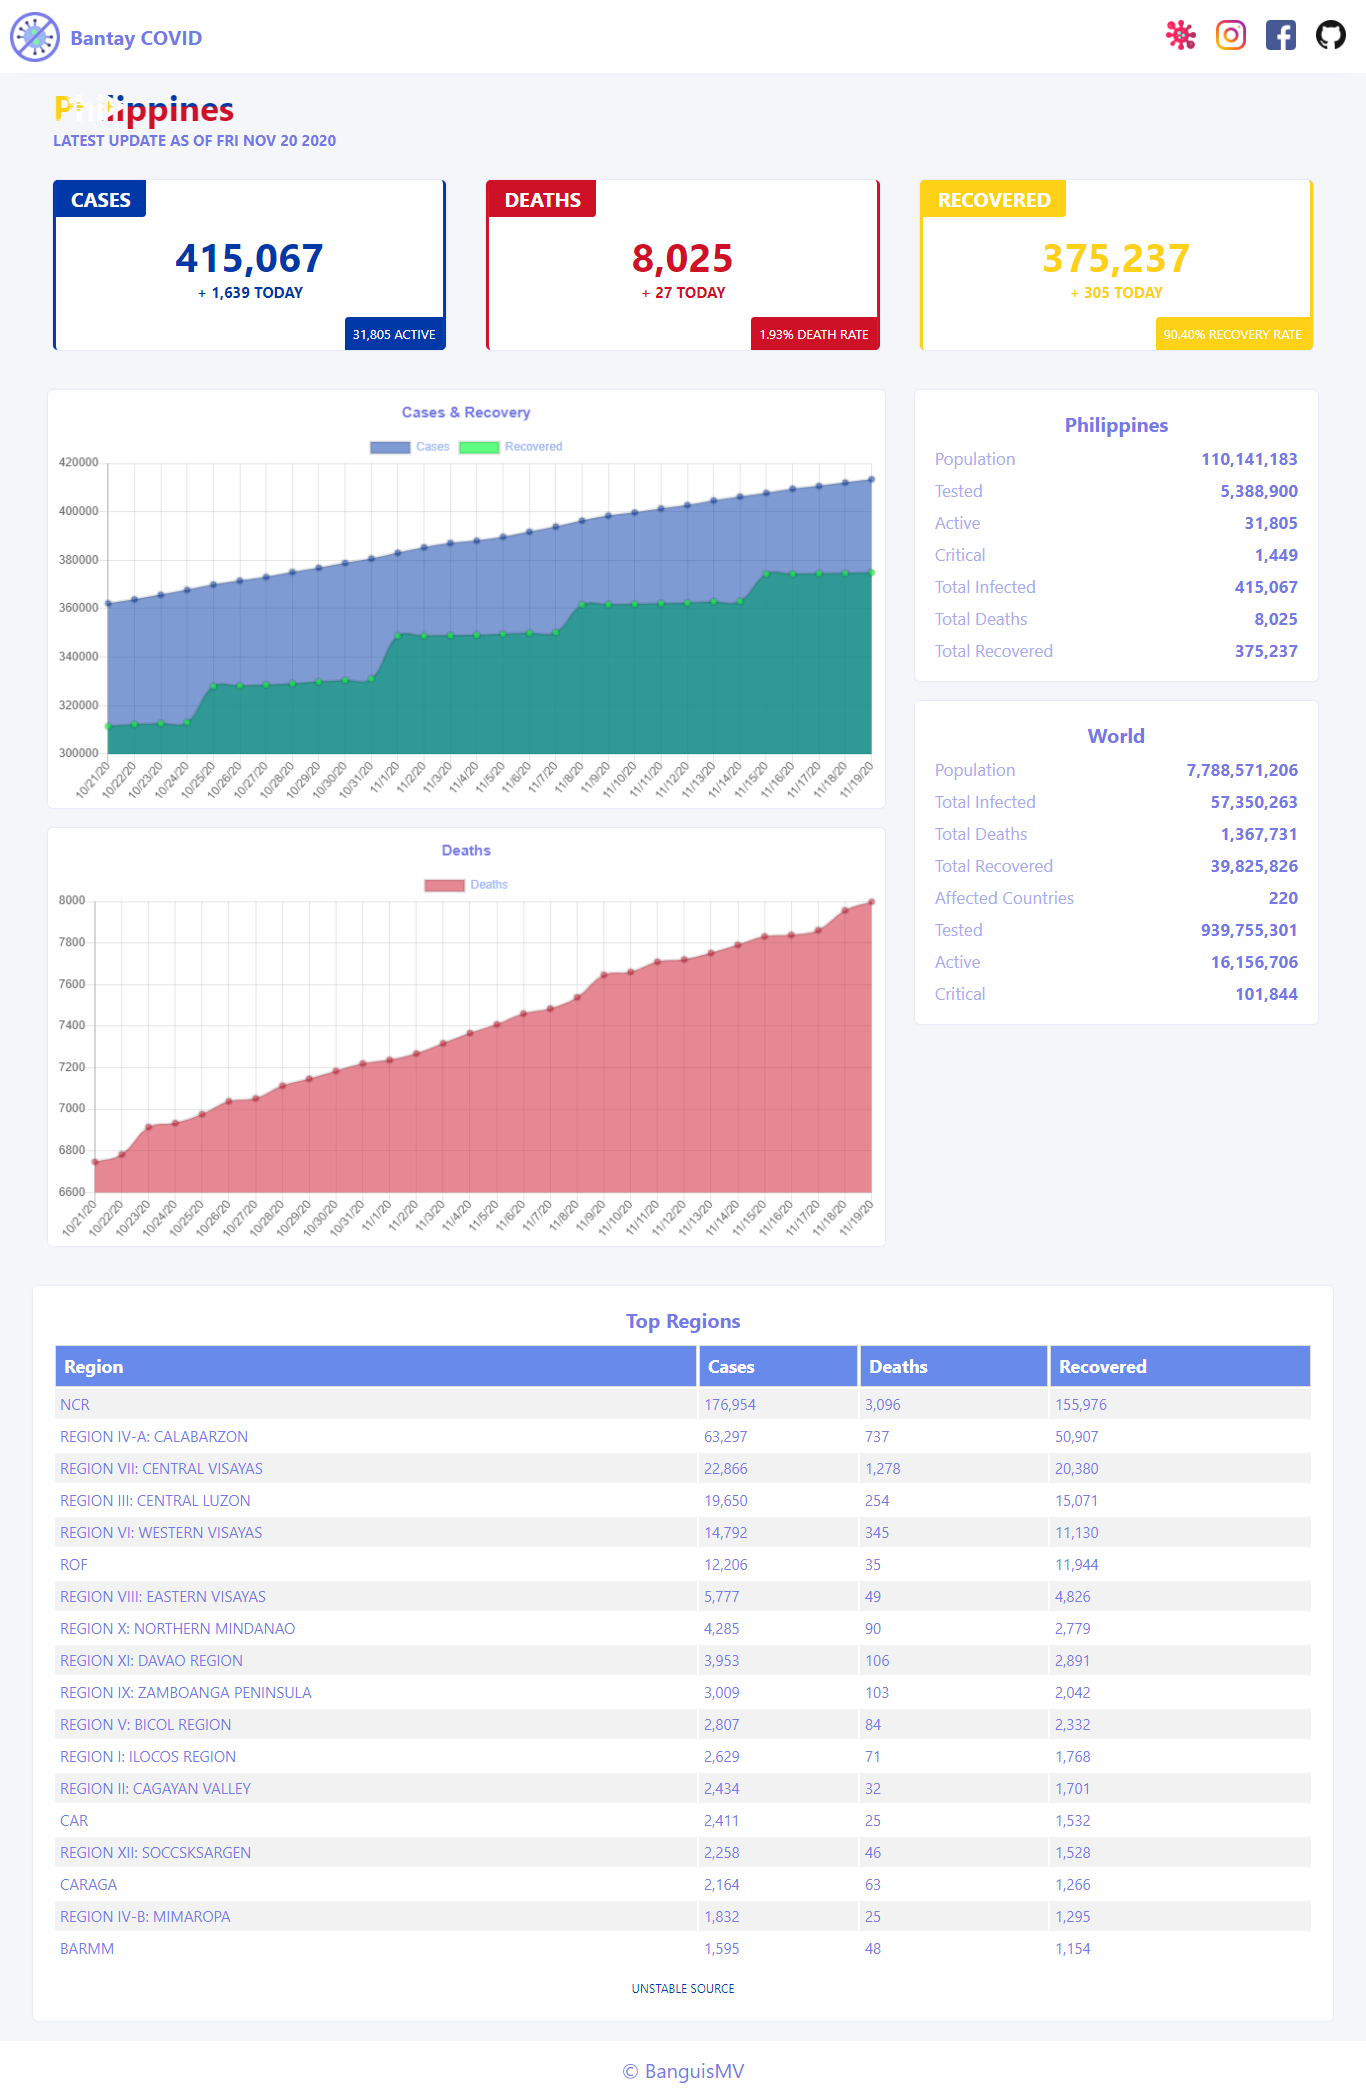 Bantay COVID
Philippines
LATEST UPDATE AS OF FRI NOV 20 2020
CASES
415,067
+ 1,639 TODAY
31,805 ACTIVE
DEATHS
8,025
+ 27 TODAY
1.93% DEATH RATE
RECOVERED
375,237
+ 305 TODAY
90.40% RECOVERY RATE
Cases & Recovery
Cases Recovered
420000
400000
380000
360000
340000
320000
300000
10/21/20 10/22/20 10/23/20 10/24/20 10/25/20 10/26/20 10/27/20 10/28/20 10/29/20 10/30/20 10/31/20 11/1/20 11/2/20 11/3/20 11/4/20 11/5/20 11/6/20 11/7/20 11/8/20 11/9/20 11/10/20 11/11/20 11/12/20 11/13/20 11/14/20 11/15/20 11/16/20 11/17/20 11/18/20 11/19/20
Deaths
Deaths
8000
7800
7600
7400
7200
7000
6800
6600
10/21/20 10/22/20 10/23/20 10/24/20 10/25/20 10/26/20 10/27/20 10/28/20 10/29/20 10/30/20 10/31/20 11/1/20 11/2/20 11/3/20 11/4/20 11/5/20 11/6/20 11/7/20 11/8/20 11/9/20 11/10/20 11/11/20 11/12/20 11/13/20 11/14/20 11/15/20 11/16/20 11/17/20 11/18/20 11/19/20
Philippines
Population 110,141,183
Tested 5,388,900
Active 31,805
Critical 1,449
Total Infected 415,067
Total Deaths 8,025
Total Recovered 375,237
World
Population 7,788,571,206
Total Infected 57,350,263
Total Deaths 1,367,731
Total Recovered 39,825,826
Affected Countries 220
Tested 939,755,301
Active 16,156,706
Critical 101,844
Top Regions
Region Cases Deaths Recovered
NCR 176,954 3,096 155,976
REGION IV-A: CALABARZON 63,297 737 50,907
REGION VII: CENTRAL VISAYAS 22,866 1,278 20,380
REGION III: CENTRAL LUZON 19,650 254 15,071
REGION VI: WESTERN VISAYAS 14,792 345 11,130
ROF 12,206 35 11,944
REGION VIII: EASTERN VISAYAS 5,777 49 4,826
REGION X: NORTHERN MINDANAO 4,285 90 2,779
REGION XI: DAVAO REGION 3,953 106 2,891
REGION IX: ZAMBOANGA PENINSULA 3,009 103 2,042
REGION V: BICOL REGION 2,807 84 2,332
REGION I: ILOCOS REGION 2,629 71 1,768
REGION II: CAGAYAN VALLEY 2,434 32 1,701
CAR 2,411 25 1,532
REGION XII: SOCCSKSARGEN 2,258 46 1,528
CARAGA 2,164 63 1,266
REGION IV-B: MIMAROPA 1,832 25 1,295
BARMM 1,595 48 1,154
UNSTABLE SOURCE
© BanguisMV